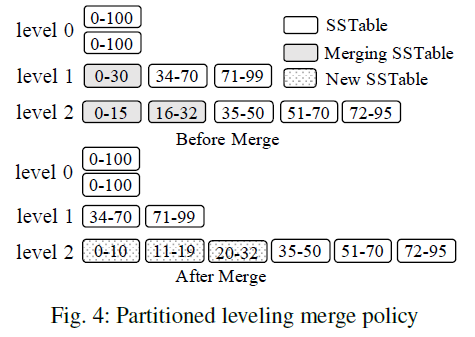 level 0 0-100 SSTable
0-100 Merging SSTable
level 1 0-30 34-70 71-99 New SSTable
level 2 0-15 16-32 35-50 51-70 72-95
Before Merge
level 0 0-100
0-100
level 1 34-70 71-99
level 2 0-10 11-19 20-32 35-50 51-70 72-95
After Merge
Fig. 4: Partitioned leveling merge policy